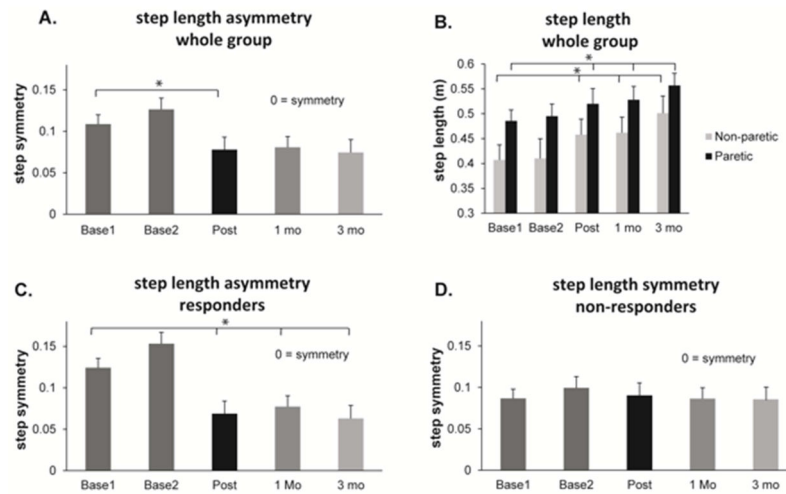 A.
step length asymmetry
whole group
step symmetry
0.15
0.1
0.05
0
*
0 = symmetry
Base1 Base2 Post 1 mo 3 mo
B.
step length
whole group
step length (m)
0.6
0.55
0.5
0.45
0.4
0.35
0.3
*
*
Non-paretic
Paretic
Base1 Base2 Post 1 mo 3 mo
C.
step length asymmetry
responders
step symmetry
0.15
0.1
0.05
0
*
0 = symmetry
Base1 Base2 Post 1 Mo 3 mo
D.
step length symmetry
non-responders
step symmetry
0.15
0.1
0.05
0
0 = symmetry
Base1 Base2 Post 1 mo 3 mo